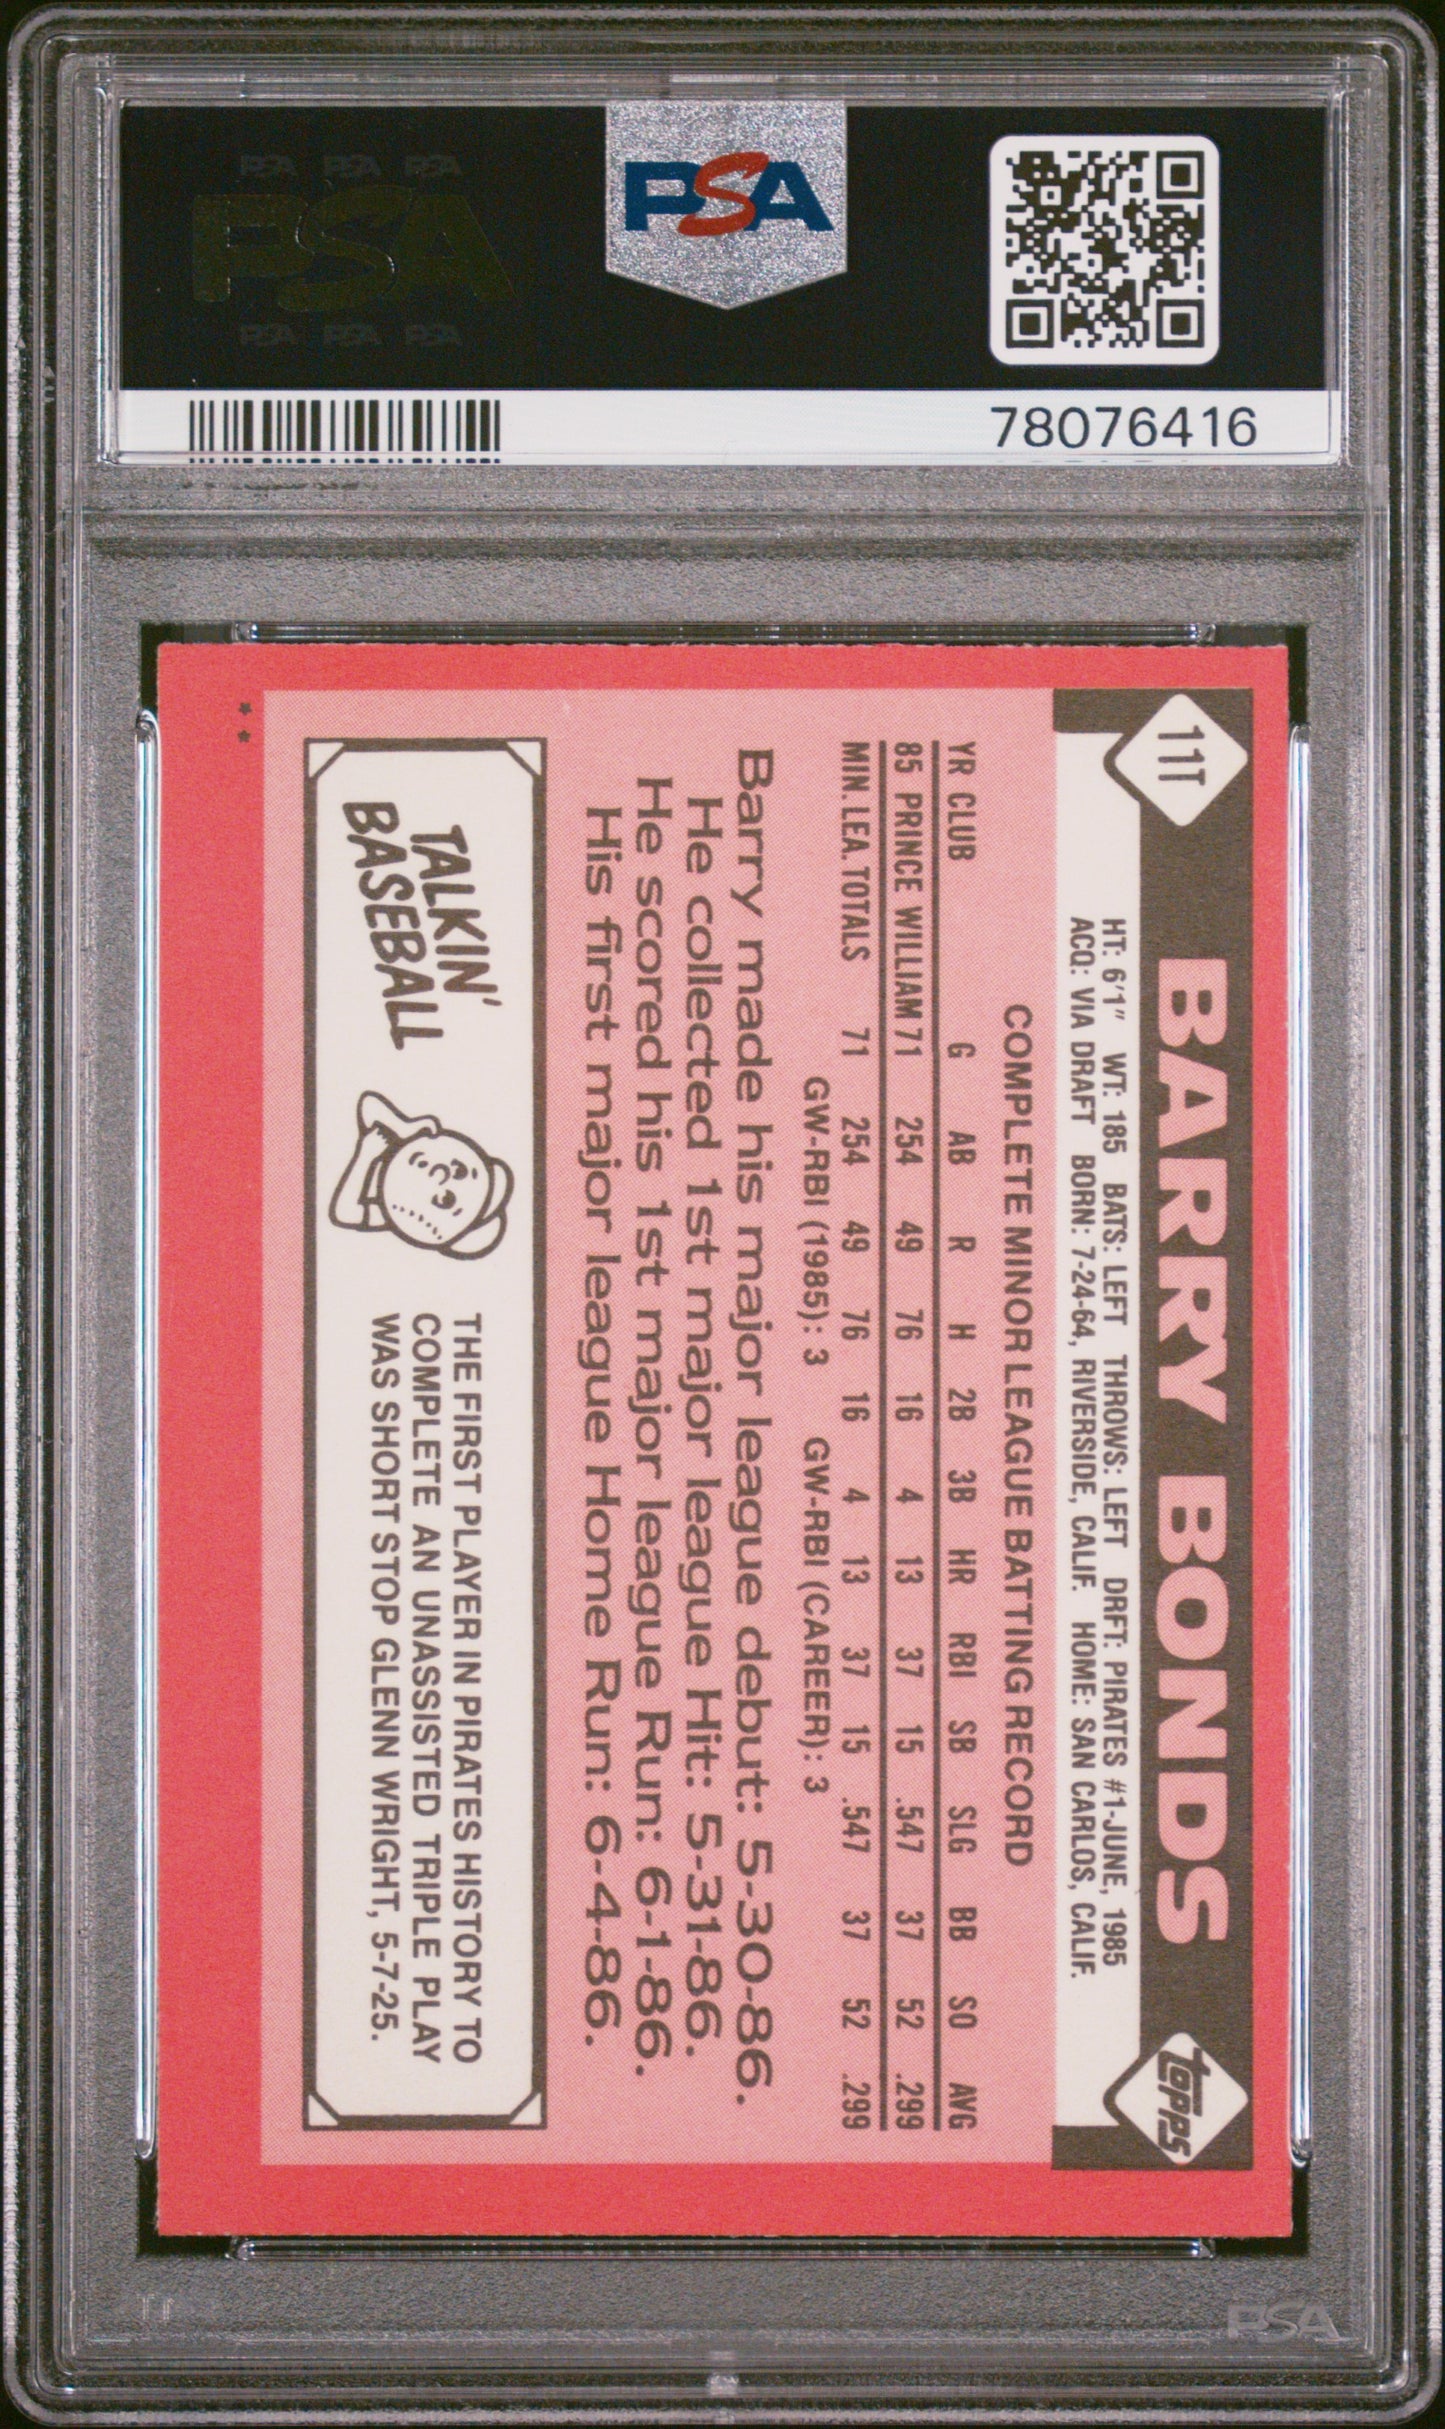 PSA PSA PSA
PSA
PSA PSA PSA
PSA
78076416
11T
BARRY BONDS
topps
HT: 6'1" WT: 185 BATS: LEFT THROWS: LEFT DRFT: PIRATES #1-JUNE, 1985
ACQ: VIA DRAFT BORN: 7-24-64, RIVERSIDE, CALIF. HOME: SAN CARLOS, CALIF.
COMPLETE MINOR LEAGUE BATTING RECORD
YR CLUB G AB R H 2B 3B HR RBI SB SLG BB SO AVG
85 PRINCE WILLIAM 71 254 49 76 16 4 13 37 15 .547 37 52 .299
MIN. LEA. TOTALS 71 254 49 76 16 4 13 37 15 .547 37 52 .299
GW-RBI (1985): 3 GW-RBI (CAREER): 3
Barry made his major league debut: 5-30-86.
He collected 1st major league Hit: 5-31-86.
He scored his 1st major league Run: 6-1-86.
His first major league Home Run: 6-4-86.
TALKIN'
BASEBALL
THE FIRST PLAYER IN PIRATES HISTORY TO
COMPLETE AN UNASSISTED TRIPLE PLAY
WAS SHORT STOP GLENN WRIGHT, 5-7-25.
**
PSA